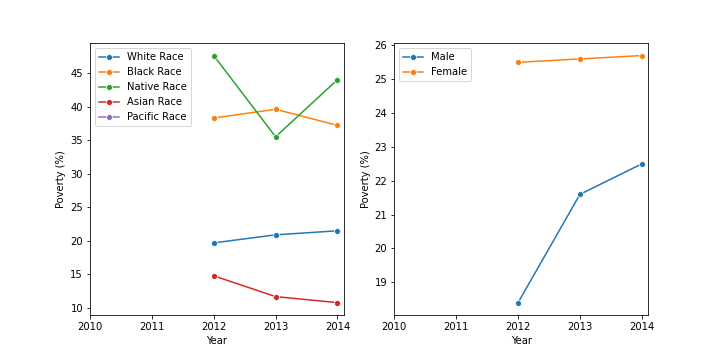 White Race
Black Race
Native Race
Asian Race
Pacific Race
45
40
35
30
25
20
15
10
Poverty (%)
2010 2011 2012 2013 2014
Year
Male
Female
26
25
24
23
22
21
20
19
Poverty (%)
2010 2011 2012 2013 2014
Year